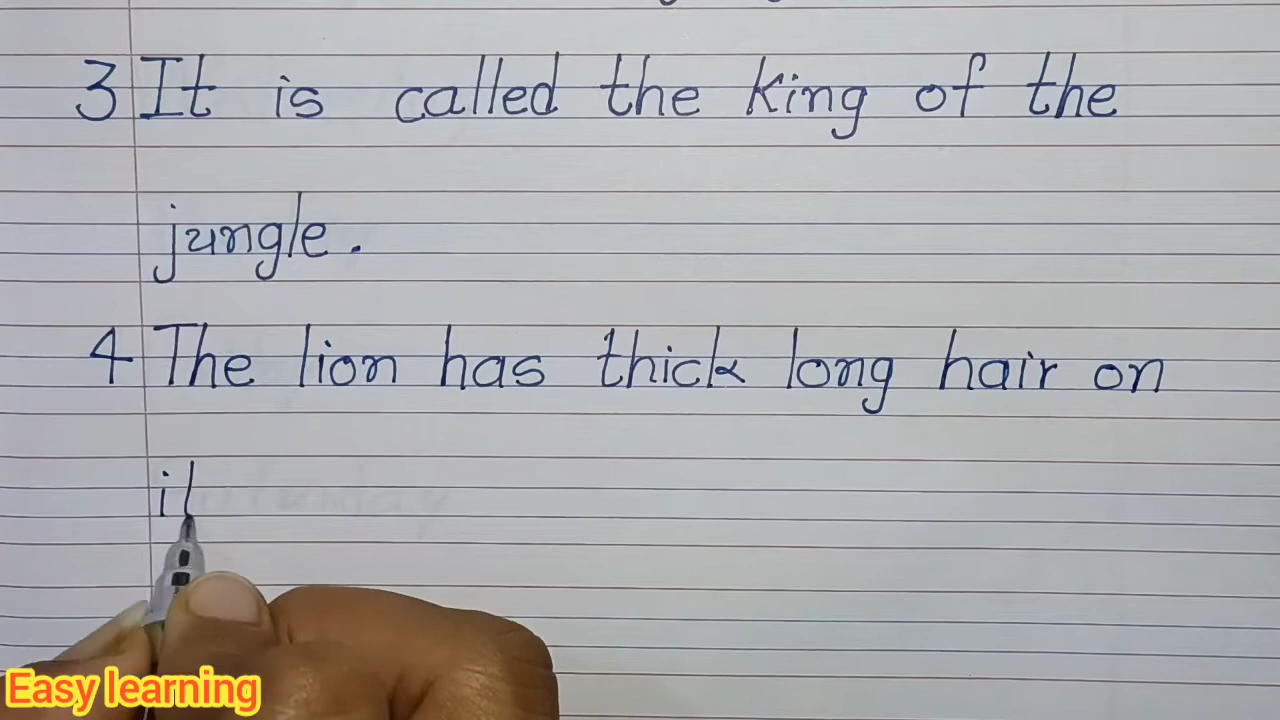 3 It is called the king of the
jungle.
4 The lion has thick long hair on
Easy learning